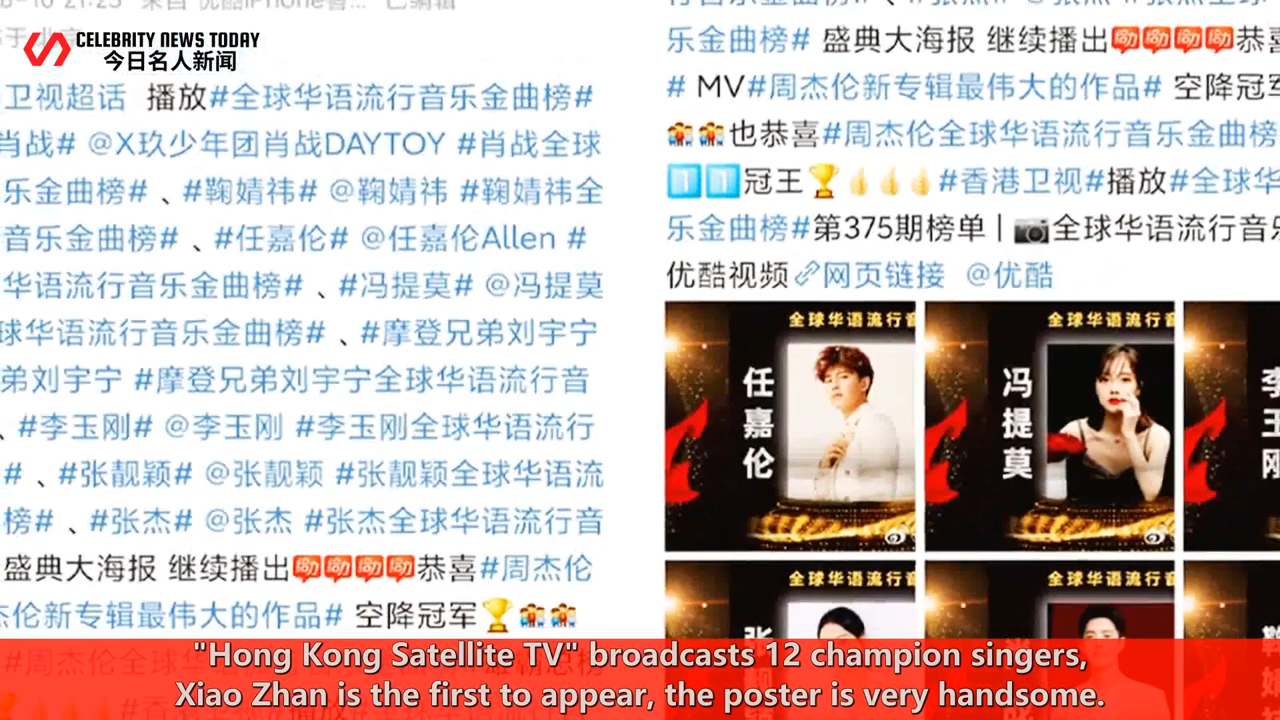 CELEBRITY NEWS TODAY
今日名人新闻
卫视超话 播放#全球华语流行音乐金曲榜#
肖战# @X玖少年团肖战DAYTOY #肖战全球
乐金曲榜# 、#鞠婧祎# @鞠婧祎 #鞠婧祎全
音乐金曲榜# 、#任嘉伦# @任嘉伦Allen #
华语流行音乐金曲榜# 、#冯提莫# @冯提莫
球华语流行音乐金曲榜# 、#摩登兄弟刘宇宁
弟刘宇宁 #摩登兄弟刘宇宁全球华语流行音
、#李玉刚# @李玉刚 #李玉刚全球华语流行
# 、#张靓颖# @张靓颖 #张靓颖全球华语流
榜# 、#张杰# @张杰 #张杰全球华语流行音
盛典大海报 继续播出 恭喜#周杰伦
杰伦新专辑最伟大的作品# 空降冠军
乐金曲榜# 盛典大海报 继续播出 恭喜
# MV#周杰伦新专辑最伟大的作品# 空降冠军
也恭喜#周杰伦全球华语流行音乐金曲榜
11冠王 #香港卫视#播放#全球华
乐金曲榜#第375期榜单丨 全球华语流行音乐
优酷视频 网页链接 @优酷
全球华语流行音
任嘉伦
全球华语流行音
冯提莫
李玉刚
全球华语流行音
全球华语流行音
"Hong Kong Satellite TV" broadcasts 12 champion singers,
Xiao Zhan is the first to appear, the poster is very handsome.